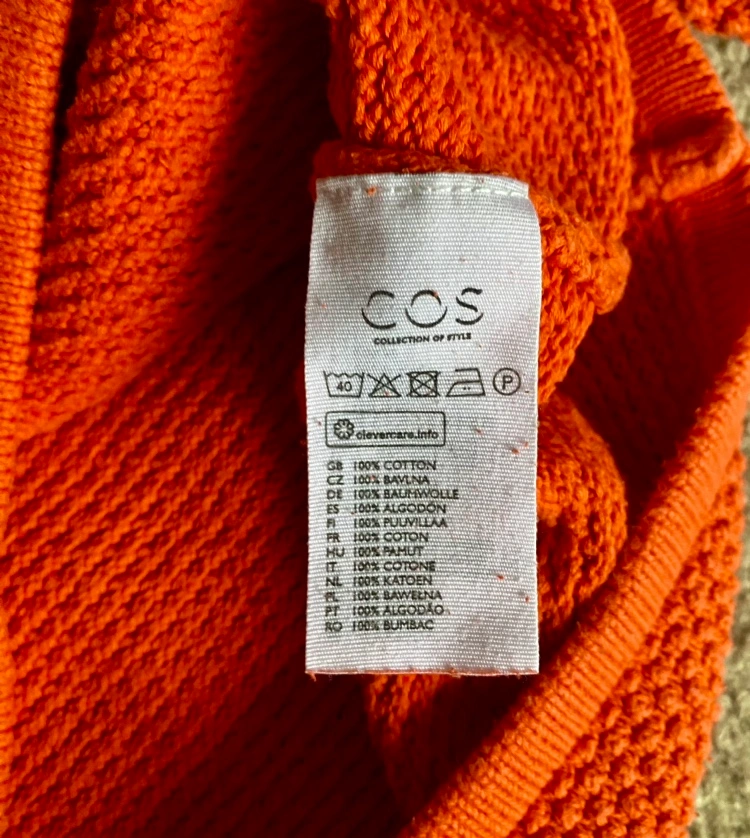 COS
COLLECTION OF STYLE
40 P
clevercare.info
GB 100% COTTON
CZ 100% BAVLNA
DE 100% BAUMWOLLE
ES 100% ALGODÓN
FI 100% PUUVILLAA
FR 100% COTON
HU 100% PAMUT
IT 100% COTONE
NL 100% KATOEN
PL 100% BAWEŁNA
PT 100% ALGODÃO
RO 100% BUMBAC